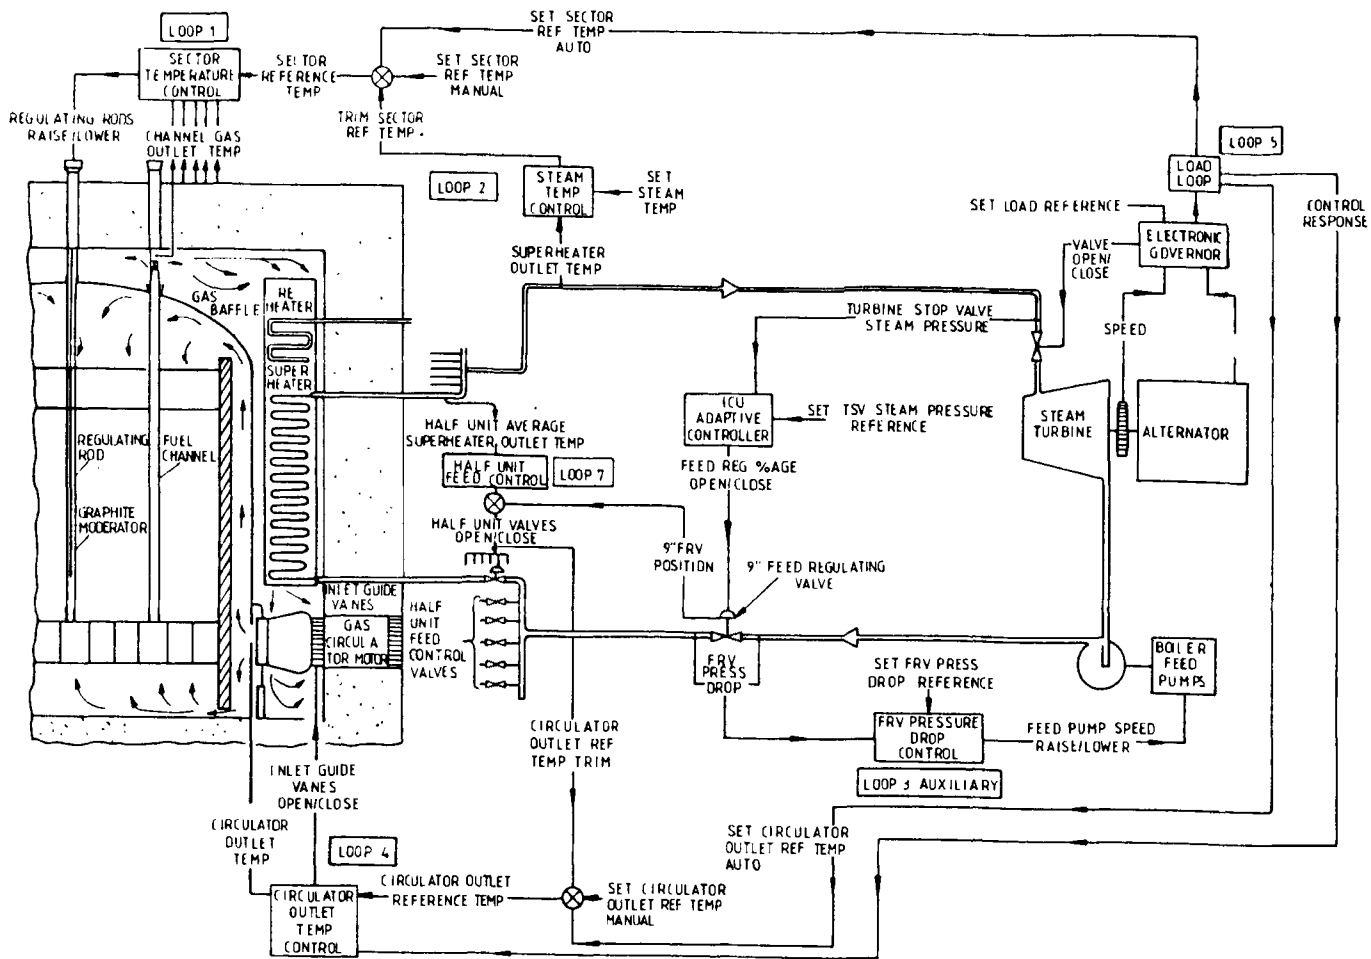 SET SECTOR
REF TEMP
AUTO
LOOP 1
SECTOR
TEMPERATURE
CONTROL
SECTOR
REFERENCE
TEMP
SET SECTOR
REF TEMP
MANUAL
REGULATING RODS
RAISE/LOWER
CHANNEL GAS
OUTLET TEMP
TRIM SECTOR
REF TEMP.
LOOP 2
STEAM
TEMP
CONTROL
SET
STEAM
TEMP
LOOP 5
LOAD
LOOP
CONTROL
RESPONSE
SET LOAD REFERENCE
ELECTRONIC
GOVERNOR
VALVE
OPEN/
CLOSE
SUPERHEATER
OUTLET TEMP
GAS
BAFFLE
RE
HEATER
SUPER
HEATER
TURBINE STOP VALVE
STEAM PRESSURE
SPEED
ICU
ADAPTIVE
CONTROLLER
SET TSV STEAM PRESSURE
REFERENCE
STEAM
TURBINE
ALTERNATOR
HALF UNIT AVERAGE
SUPERHEATER OUTLET TEMP
HALF UNIT
FEED CONTROL
LOOP 7
FEED REG %AGE
OPEN/CLOSE
REGULATING
ROD
FUEL
CHANNEL
GRAPHITE
MODERATOR
HALF UNIT VALVES
OPEN/CLOSE
9"FRV
POSITION
9" FEED REGULATING
VALVE
INLET GUIDE
VANES
GAS
CIRCULA
TOR MOTOR
HALF
UNIT
FEED
CONTROL
VALVES
FRV
PRESS
DROP
SET FRV PRESS
DROP REFERENCE
BOILER
FEED
PUMPS
FRV PRESSURE
DROP
CONTROL
FEED PUMP SPEED
RAISE/LOWER
LOOP 3 AUXILIARY
CIRCULATOR
OUTLET REF
TEMP TRIM
INLET GUIDE
VANES
OPEN/CLOSE
CIRCULATOR
OUTLET
TEMP
LOOP 4
SET CIRCULATOR
OUTLET REF TEMP
AUTO
CIRCULATOR OUTLET
REFERENCE TEMP
SET CIRCULATOR
OUTLET REF TEMP
MANUAL
CIRCULATOR
OUTLET
TEMP
CONTROL